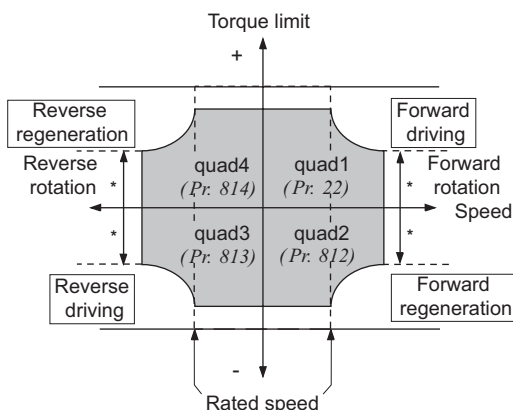 Torque limit
+
Reverse
regeneration
Forward
driving
Reverse
rotation
quad4
(Pr. 814)
quad1
(Pr. 22)
Forward
rotation
Speed
*
*
*
*
quad3
(Pr. 813)
quad2
(Pr. 812)
Reverse
driving
Forward
regeneration
-
Rated speed